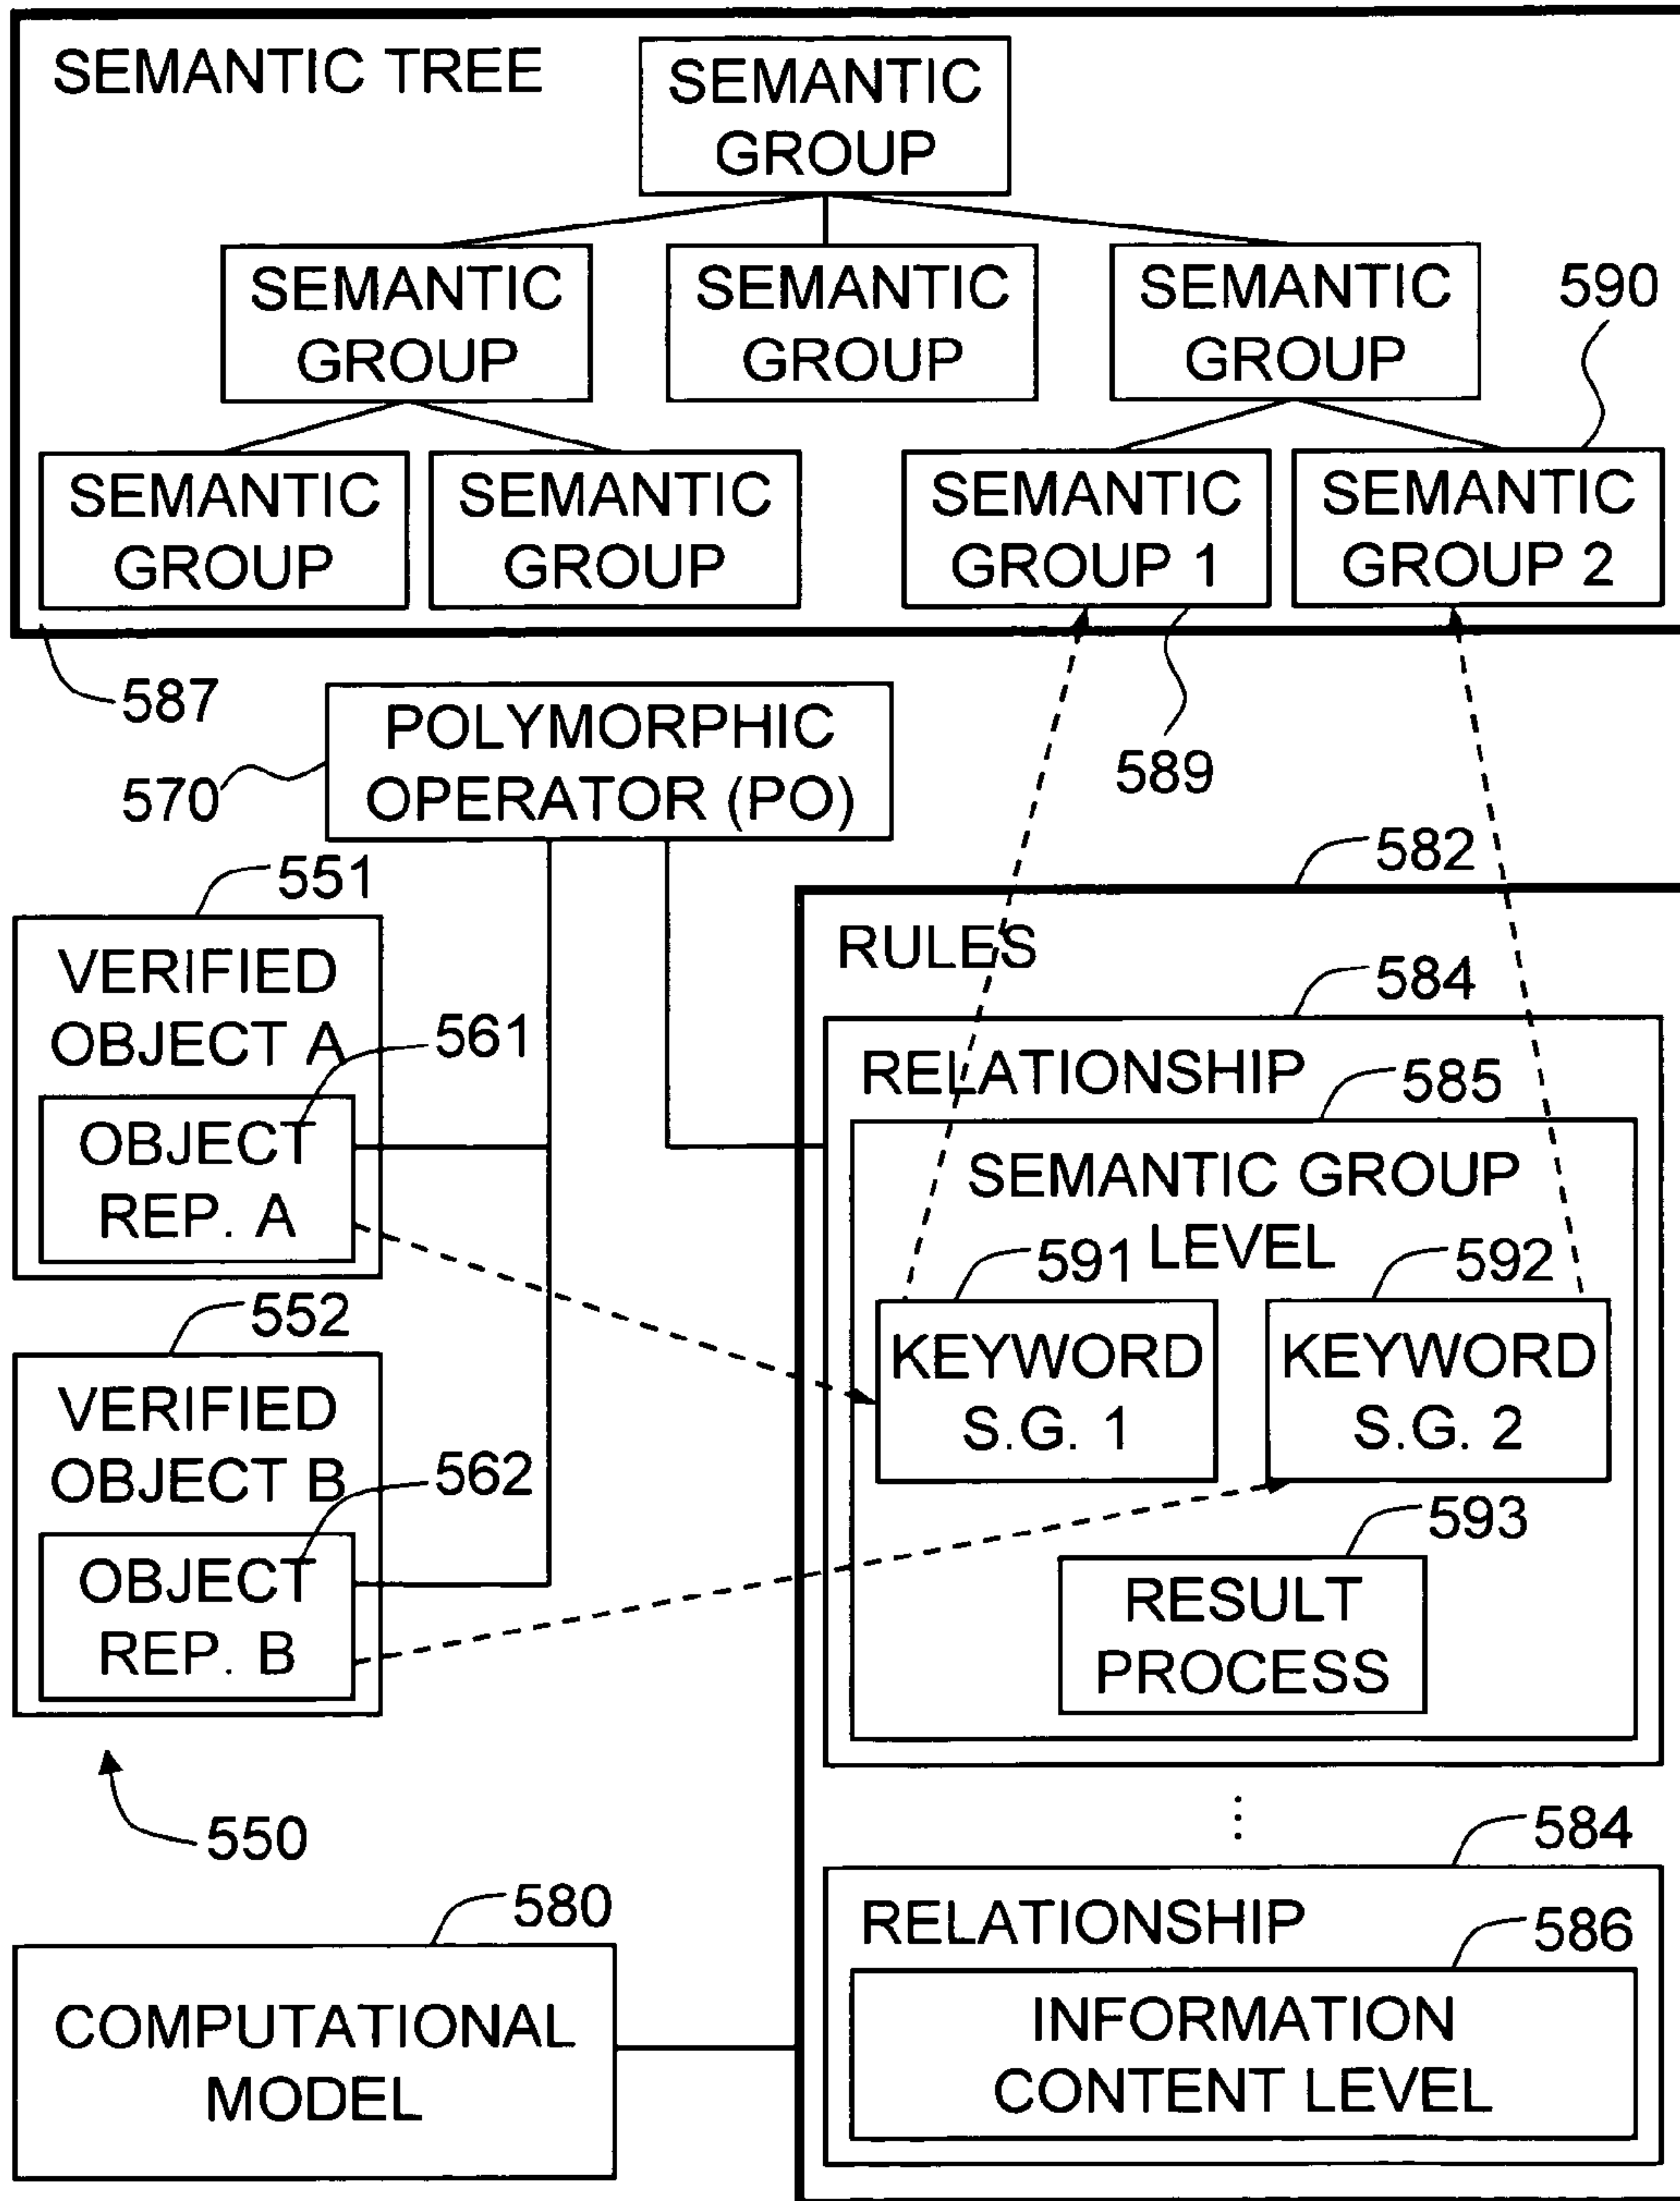 SEMANTIC TREE
SEMANTIC
GROUP
SEMANTIC
GROUP
SEMANTIC
GROUP
SEMANTIC
GROUP
590
SEMANTIC
GROUP
SEMANTIC
GROUP
SEMANTIC
GROUP 1
SEMANTIC
GROUP 2
587
589
POLYMORPHIC
OPERATOR (PO)
570
582
551
VERIFIED
OBJECT A
561
OBJECT
REP. A
552
VERIFIED
OBJECT B
562
OBJECT
REP. B
550
RULES
584
RELATIONSHIP
585
SEMANTIC GROUP
LEVEL
591
592
KEYWORD
S.G. 1
KEYWORD
S.G. 2
593
RESULT
PROCESS
⋮
584
RELATIONSHIP
586
INFORMATION
CONTENT LEVEL
580
COMPUTATIONAL
MODEL